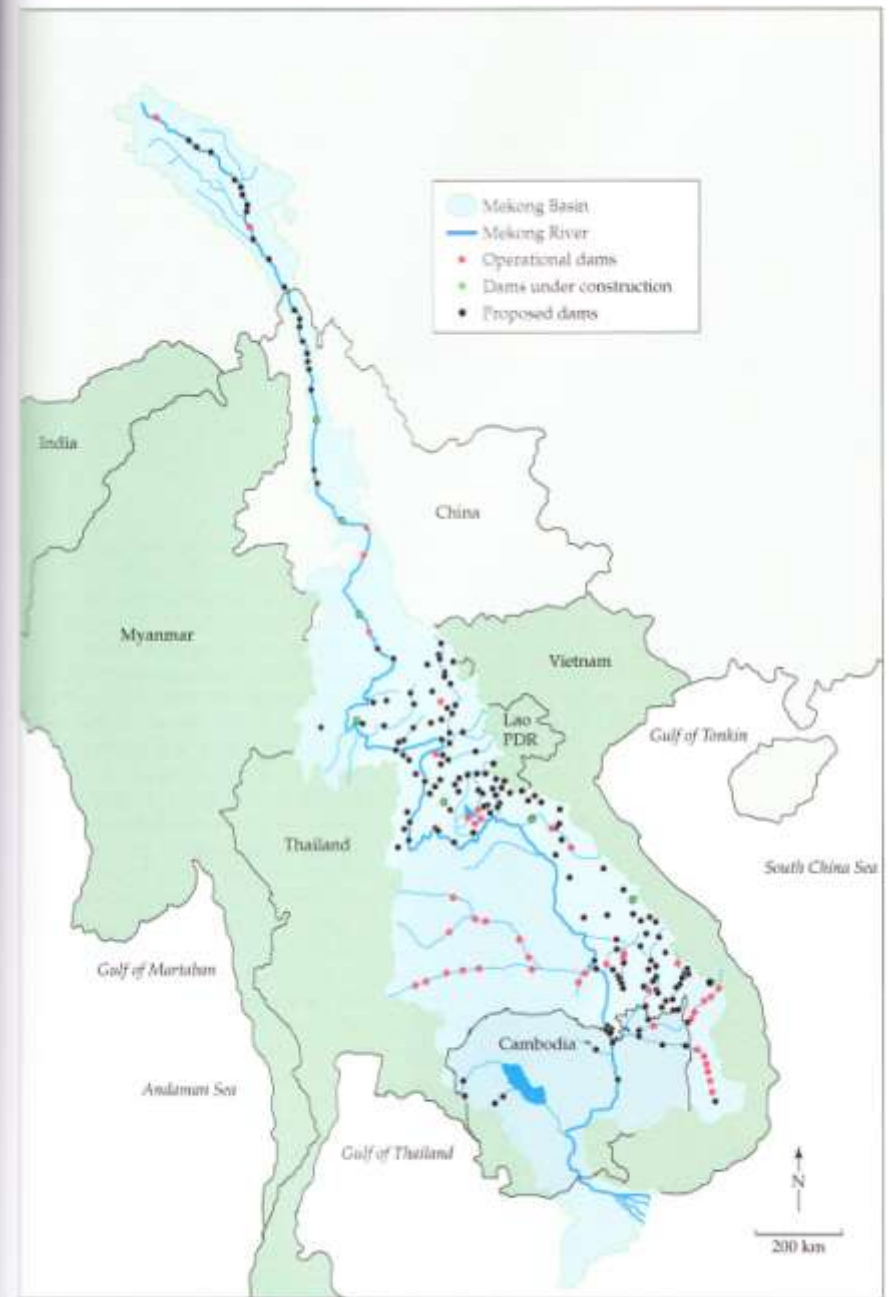 Mekong Basin
Mekong River
Operational dams
Dams under construction
Proposed dams
India
China
Myanmar
Vietnam
Lao
PDR
Gulf of Tonkin
Thailand
South China Sea
Gulf of Martaban
Cambodia
Andaman Sea
Gulf of Thailand
N
200 km